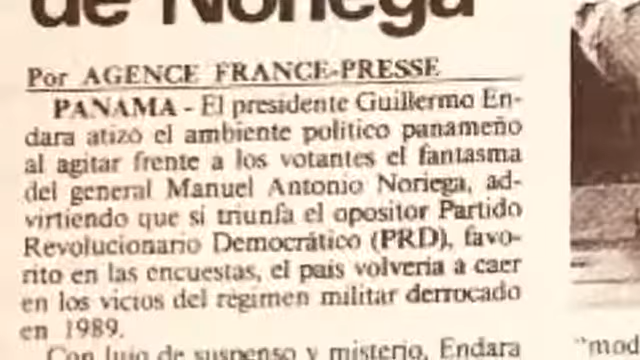 de Noriega
Por AGENCE FRANCE-PRESSE
PANAMA - El presidente Guillermo En-
dara atizó el ambiente político panameño
al agitar frente a los votantes el fantasma
del general Manuel Antonio Noriega, ad-
virtiendo que si triunfa el opositor Partido
Revolucionario Democrático (PRD), favo-
rito en las encuestas, el país volvería a caer
en los vicios del régimen militar derrocado
en 1989.
Con lujo de suspenso y misterio, Endara
"mod